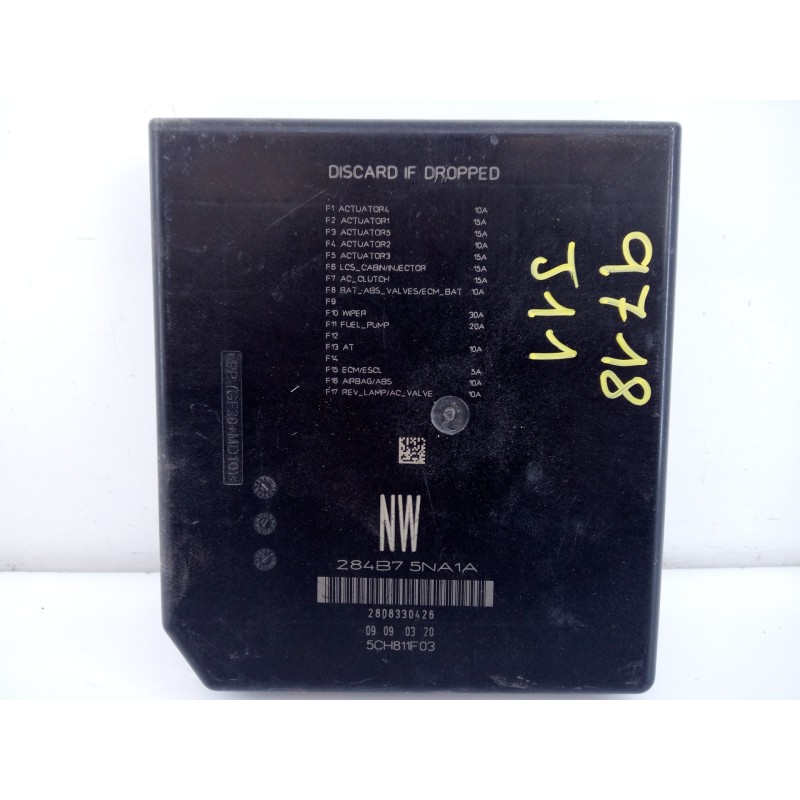 DISCARD IF DROPPED
F1 ACTUATOR4 10A
F2 ACTUATOR1 15A
F3 ACTUATOR5 15A
F4 ACTUATOR2 10A
F5 ACTUATOR3 15A
F6 LCS_CABIN/INJECTOR 15A
F7 AC_CLUTCH 15A
F8 BAT_ABS_VALVES/ECM_BAT 10A
F9
F10 WIPER 30A
F11 FUEL_PUMP 20A
F12
F13 AT 10A
F14
F15 ECM/ESCL 5A
F16 AIRBAG/ABS 10A
F17 REV_LAMP/AC_VALVE 10A
NW
284B7 5NA1A
2808330426
09 09 03 20
5CH811F03
9718
J11